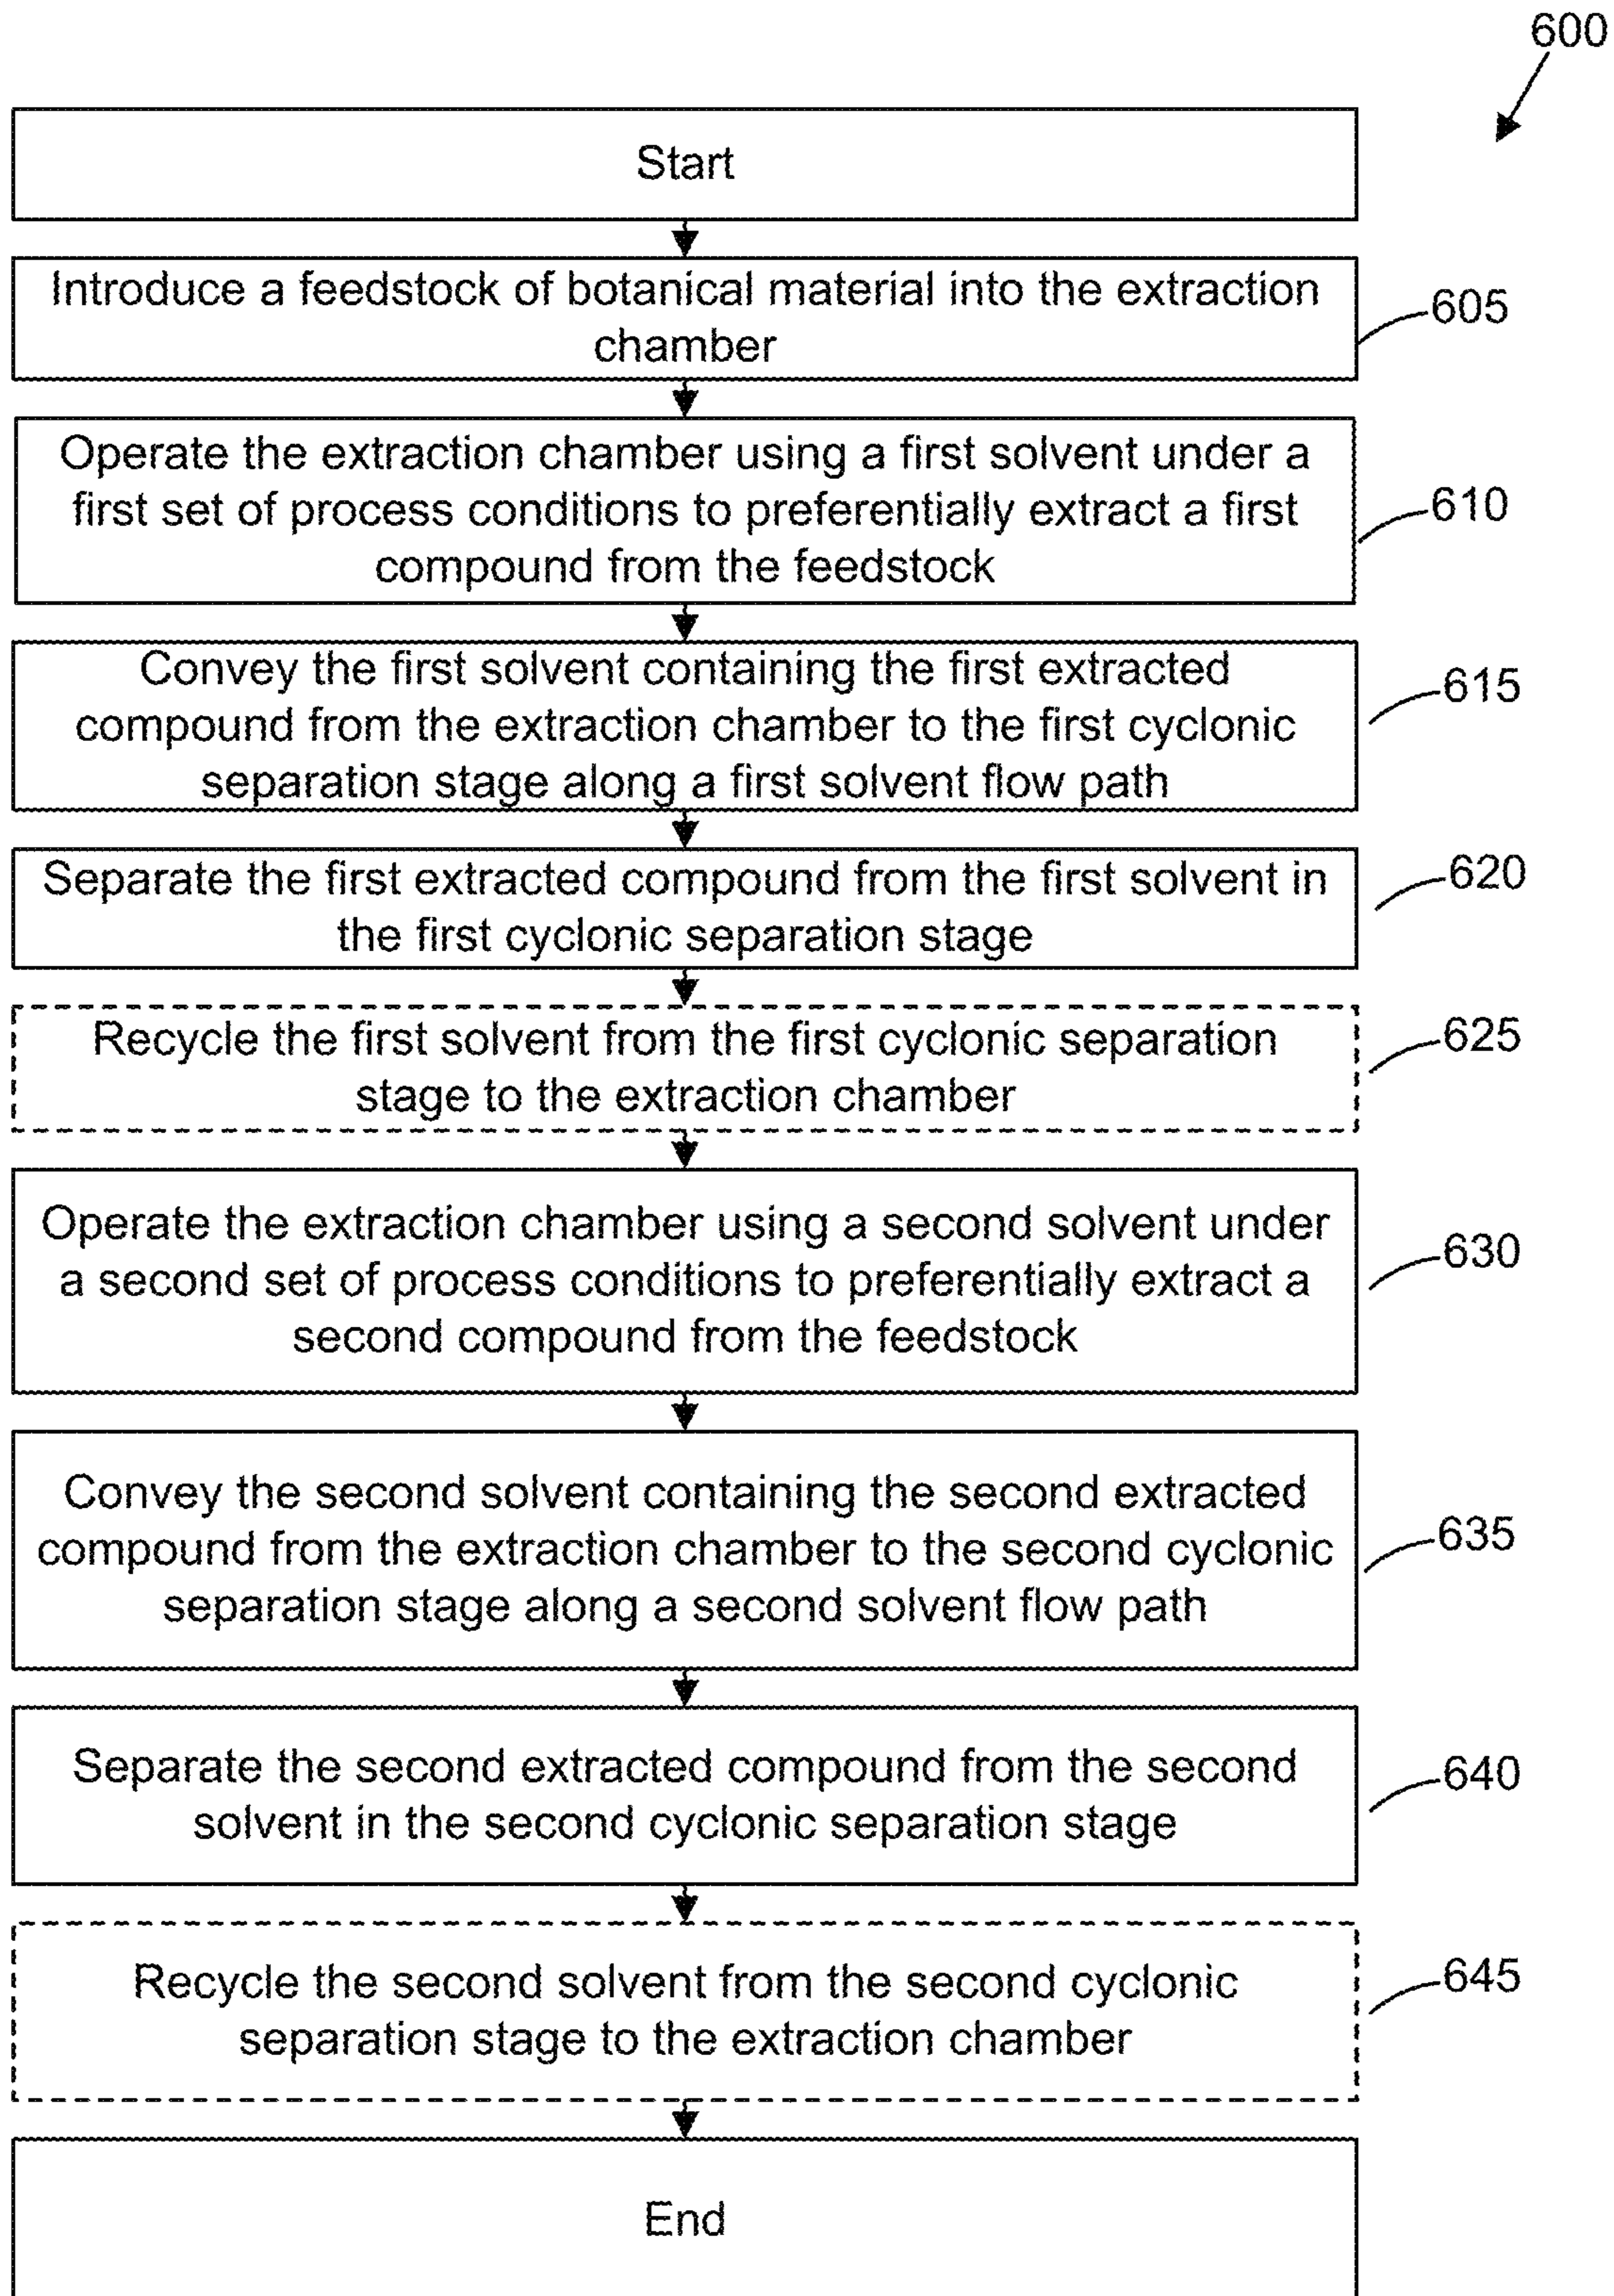 600
Start
Introduce a feedstock of botanical material into the extraction
chamber
605
Operate the extraction chamber using a first solvent under a
first set of process conditions to preferentially extract a first
compound from the feedstock
610
Convey the first solvent containing the first extracted
compound from the extraction chamber to the first cyclonic
separation stage along a first solvent flow path
615
Separate the first extracted compound from the first solvent in
the first cyclonic separation stage
620
Recycle the first solvent from the first cyclonic separation
stage to the extraction chamber
625
Operate the extraction chamber using a second solvent under
a second set of process conditions to preferentially extract a
second compound from the feedstock
630
Convey the second solvent containing the second extracted
compound from the extraction chamber to the second cyclonic
separation stage along a second solvent flow path
635
Separate the second extracted compound from the second
solvent in the second cyclonic separation stage
640
Recycle the second solvent from the second cyclonic
separation stage to the extraction chamber
645
End